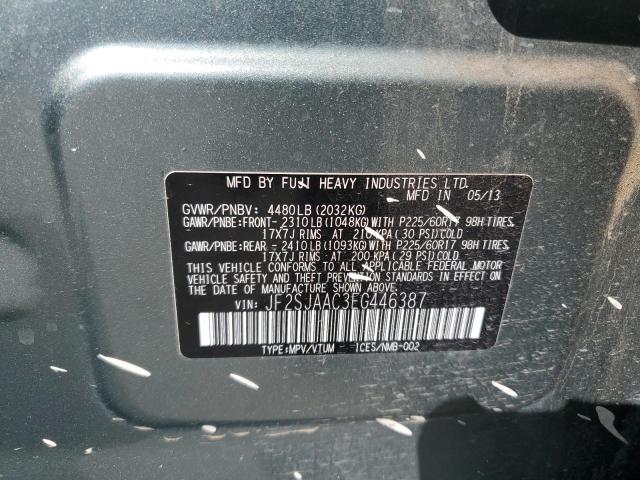 MFD BY FUJI HEAVY INDUSTRIES LTD.
MFD IN 05/13
GVWR/PNBV: 4480LB(2032KG)
GAWR/PNBE:FRONT- 2310LB(1048KG)WITH P225/60R17 98H TIRES,
17X7J RIMS AT 210 KPA(30 PSI)COLD
GAWR/PNBE:REAR - 2410LB(1093KG)WITH P225/60R17 98H TIRES,
17X7J RIMS AT 200 KPA(29 PSI)COLD
THIS VEHICLE CONFORMS TO ALL APPLICABLE FEDERAL MOTOR
VEHICLE SAFETY AND THEFT PREVENTION STANDARDS IN EFFECT ON
THE DATE OF MANUFACTURE SHOWN ABOVE.
VIN: JF2SJAAC3EG446387
TYPE:MPV/VTUM ICES/NMB-002